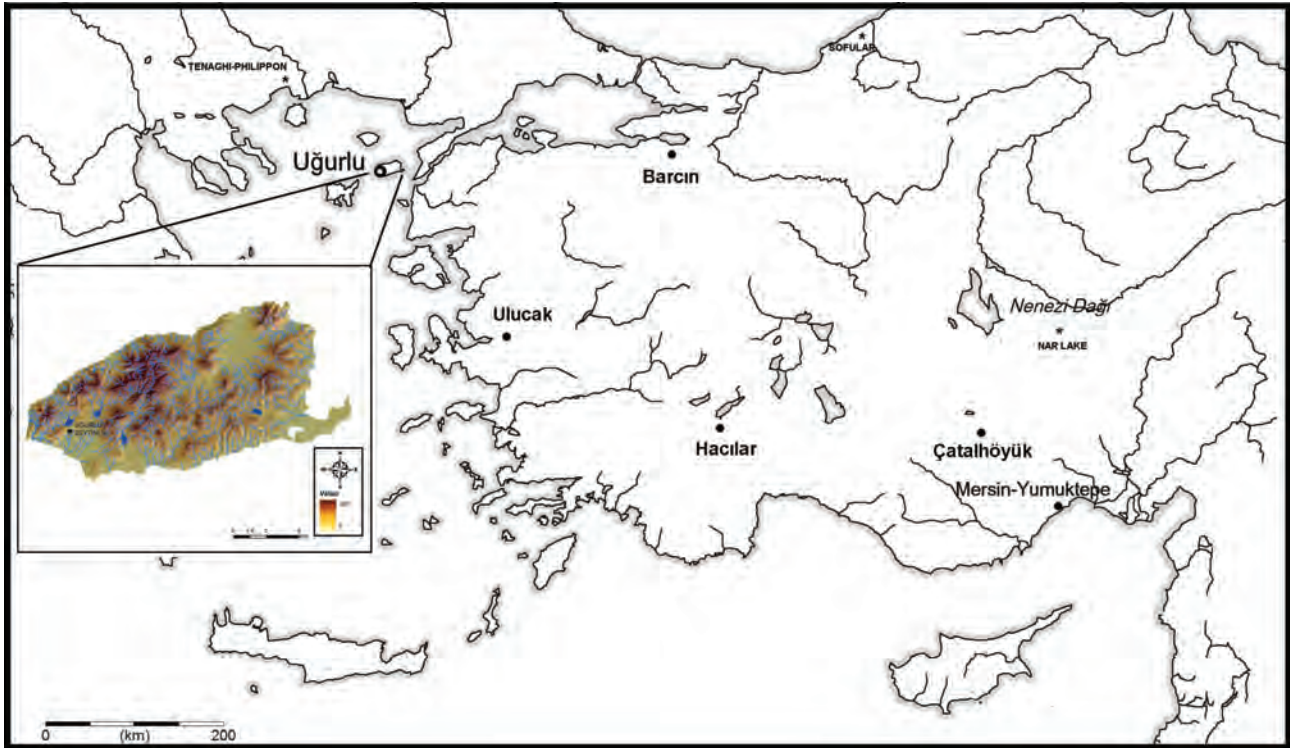 SOFULAR
TENAGHI-PHILIPPON
Uğurlu
Barcın
Nenezi Dağı
NAR LAKE
Ulucak
Hacılar
Çatalhöyük
Mersin-Yumuktepe
0 (km) 200